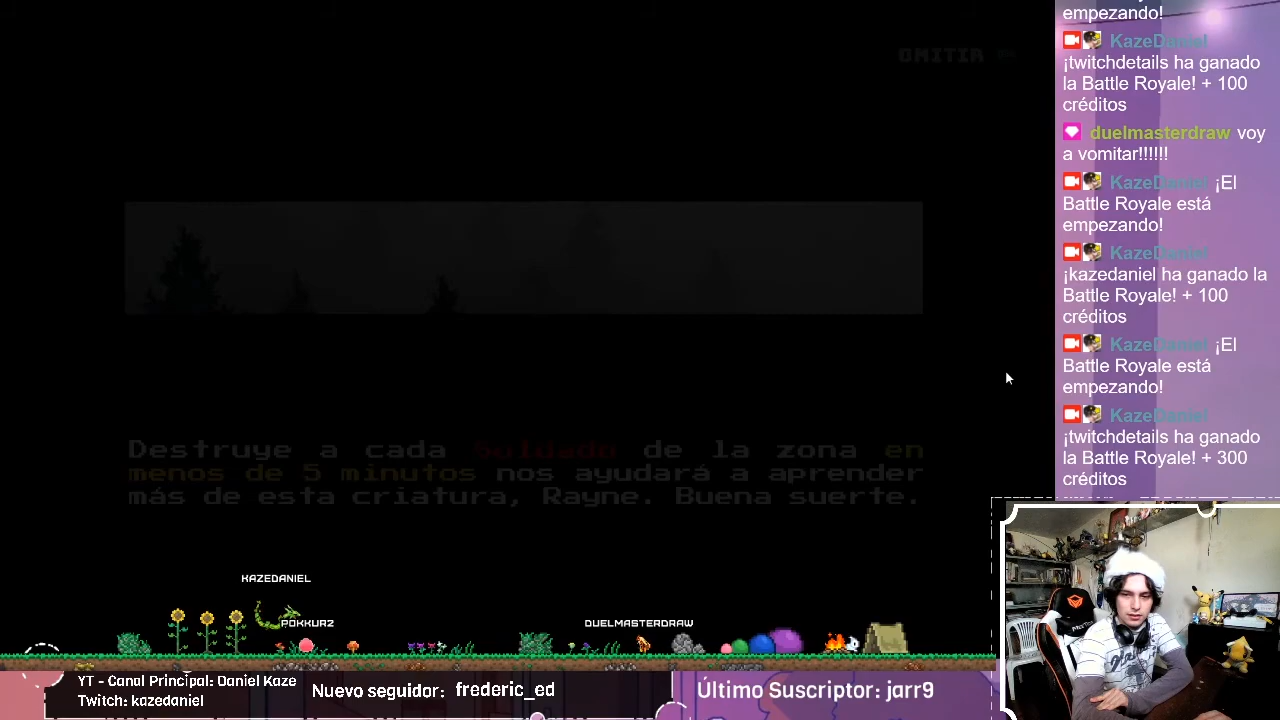 OMITIR
Destruye a cada Soldado de la zona en
menos de 5 minutos nos ayudará a aprender
más de esta criatura, Rayne. Buena suerte.
KAZEDANIEL
POKKURZ
DUELMASTERDRAW
YT - Canal Principal: Daniel Kaze
Twitch: kazedaniel
Nuevo seguidor: frederic_ed
Último Suscriptor: jarr9
empezando!
KazeDaniel
¡twitchdetails ha ganado
la Battle Royale! + 100
créditos
duelmasterdraw voy
a vomitar!!!!!!
KazeDaniel ¡El
Battle Royale está
empezando!
KazeDaniel
¡kazedaniel ha ganado la
Battle Royale! + 100
créditos
KazeDaniel ¡El
Battle Royale está
empezando!
KazeDaniel
¡twitchdetails ha ganado
la Battle Royale! + 300
créditos